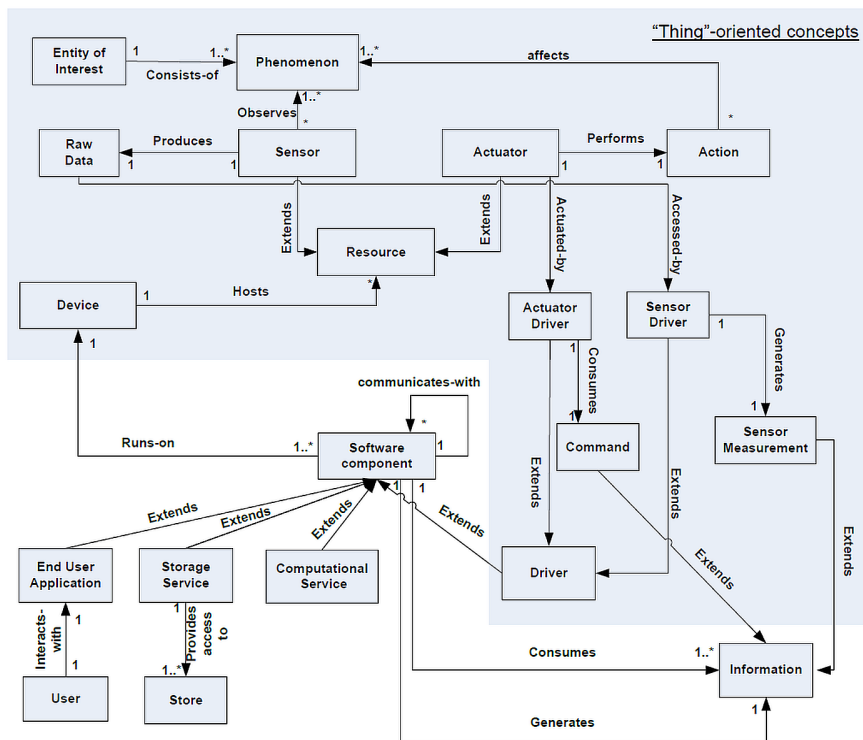 “Thing”-oriented concepts
Entity of
Interest
1
1..*
Consists-of
Phenomenon
1..*
affects
1..*
Observes
*
*
Raw
Data
Produces
1
1
Sensor
Actuator
Performs
1
1
Action
Extends
Extends
Actuated-by
Accessed-by
Resource
*
Device
1
Hosts
1
Actuator
Driver
1
Sensor
Driver
1
Generates
Consumes
1
1
communicates-with
*
Runs-on
1..*
Software
component
1
1
1
Command
Sensor
Measurement
Extends
Extends
Extends
Extends
Extends
Extends
Extends
Extends
End User
Application
Storage
Service
Computational
Service
Driver
Interacts-
with
1
1
1
Provides
access
to
1..*
User
Store
Consumes
1..*
Information
Generates
1